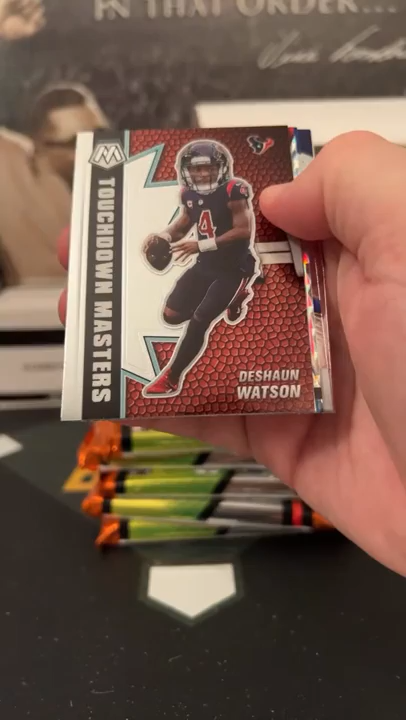 IN THAT ORDER...
TOUCHDOWN MASTERS
4
DESHAUN
WATSON